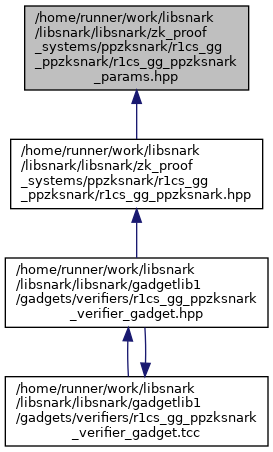 /home/runner/work/libsnark
/libsnark/libsnark/zk_proof
_systems/ppzksnark/r1cs_gg
_ppzksnark/r1cs_gg_ppzksnark
_params.hpp
/home/runner/work/libsnark
/libsnark/libsnark/zk_proof
_systems/ppzksnark/r1cs_gg
_ppzksnark/r1cs_gg_ppzksnark.hpp
/home/runner/work/libsnark
/libsnark/libsnark/gadgetlib1
/gadgets/verifiers/r1cs_gg_ppzksnark
_verifier_gadget.hpp
/home/runner/work/libsnark
/libsnark/libsnark/gadgetlib1
/gadgets/verifiers/r1cs_gg_ppzksnark
_verifier_gadget.tcc